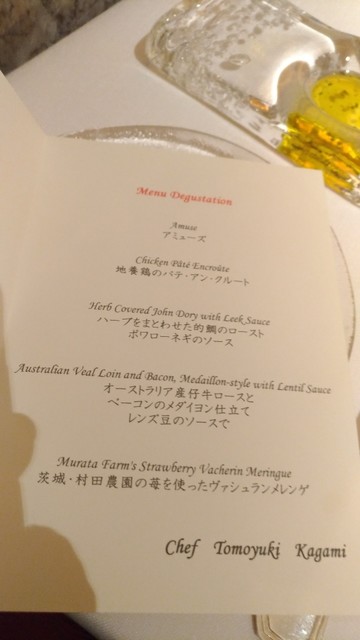 Menu Degustation
Amuse
アミューズ
Chicken Pâté Encroûte
地養鶏のパテ・アン・クルート
Herb Covered John Dory with Leek Sauce
ハーブをまとわせた的鯛のロースト
ポワローネギのソース
Australian Veal Loin and Bacon, Medaillon-style with Lentil Sauce
オーストラリア産仔牛ロースと
ベーコンのメダイヨン仕立て
レンズ豆のソースで
Murata Farm's Strawberry Vacherin Meringue
茨城・村田農園の苺を使ったヴァシュランメレンゲ
Chef Tomoyuki Kagami